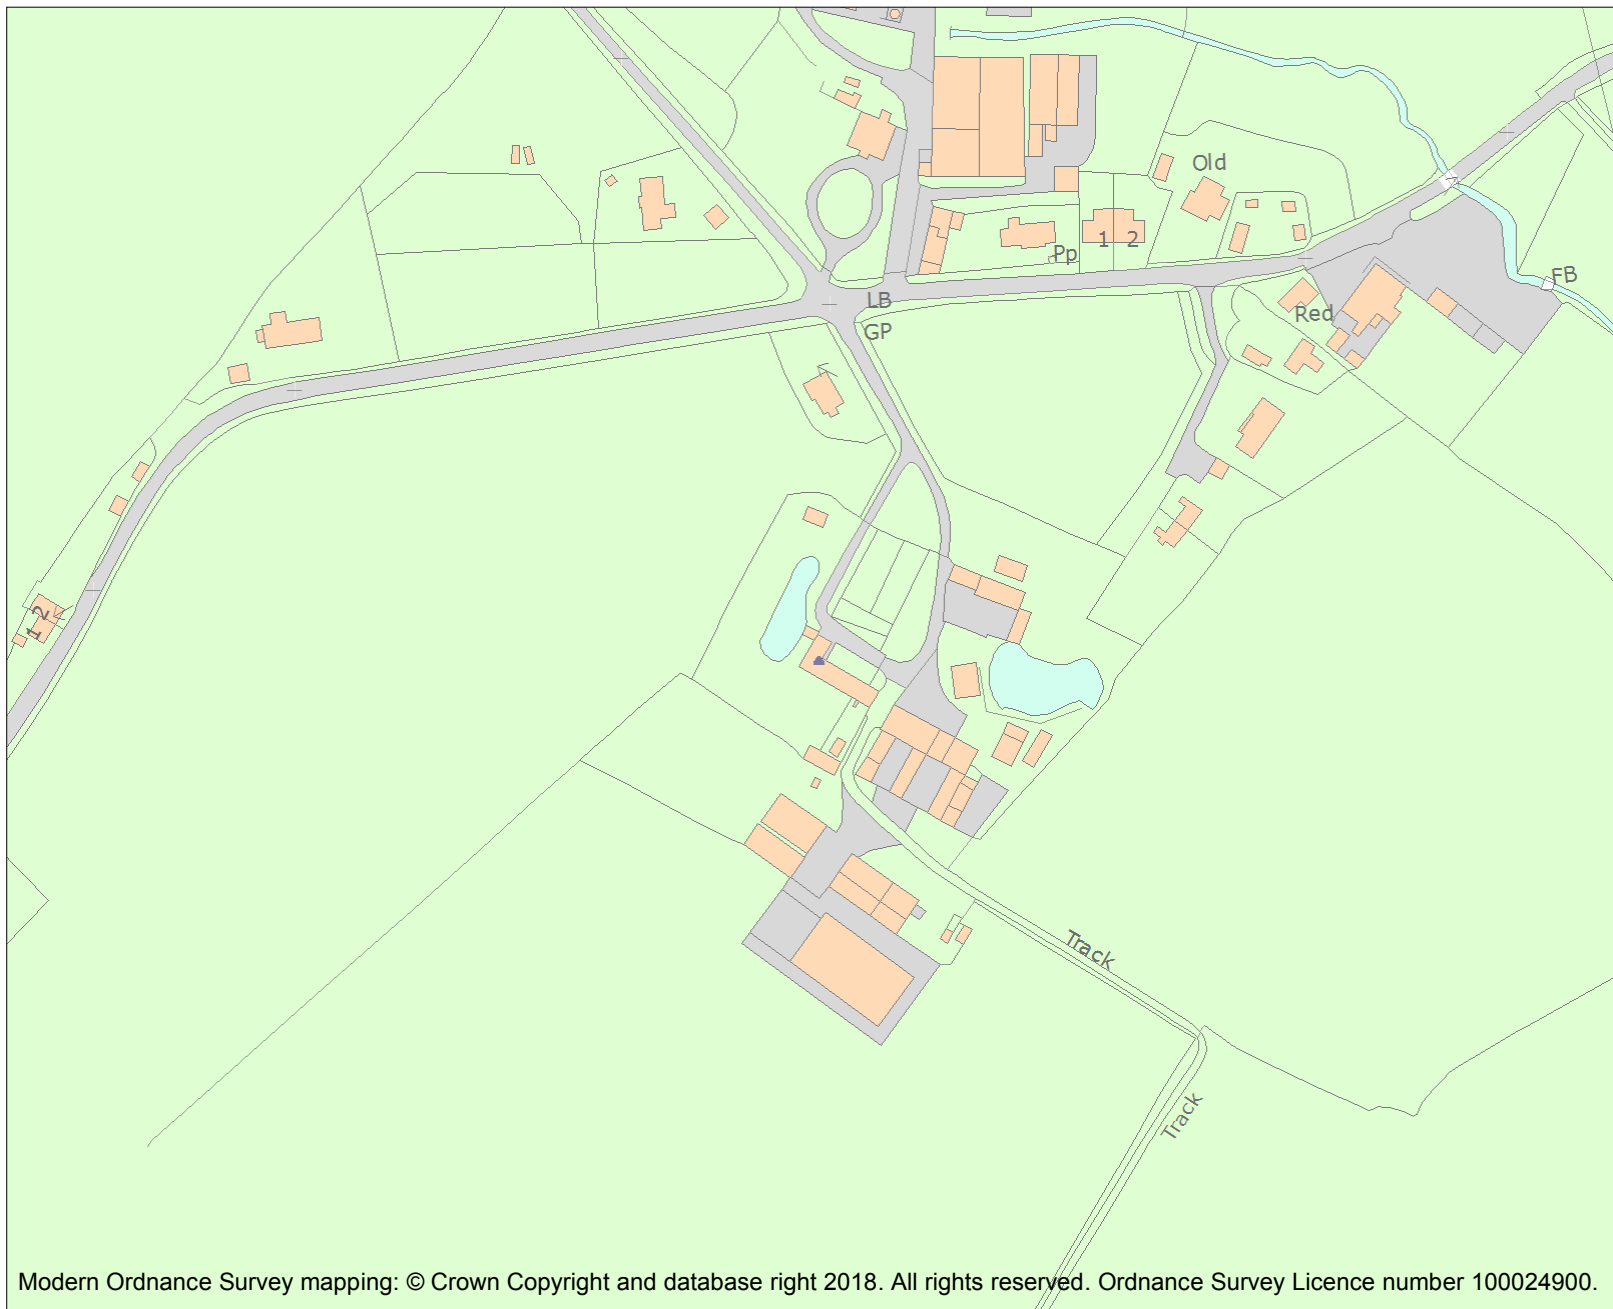 Old
1 2
Pp
FB
LB
Red
GP
2
1
Track
Track
Modern Ordnance Survey mapping: © Crown Copyright and database right 2018. All rights reserved. Ordnance Survey Licence number 100024900.